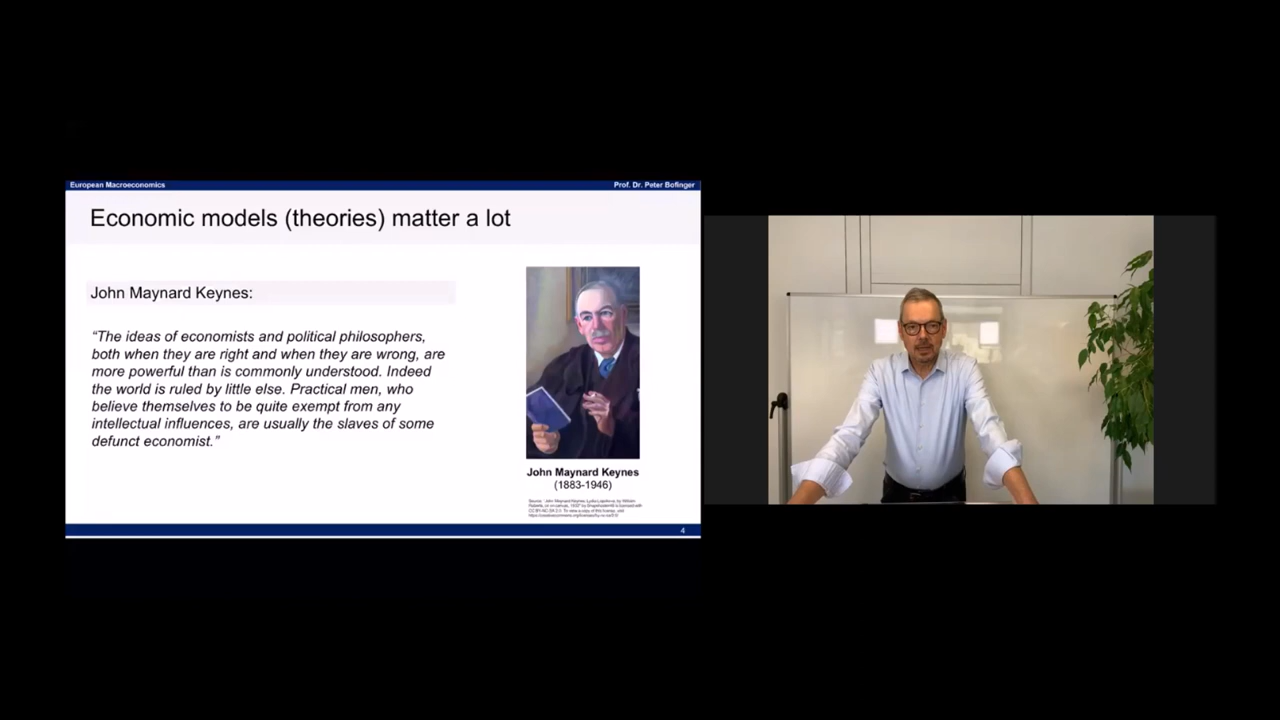 European Macroeconomics
Prof. Dr. Peter Bofinger
Economic models (theories) matter a lot
John Maynard Keynes:
“The ideas of economists and political philosophers,
both when they are right and when they are wrong, are
more powerful than is commonly understood. Indeed
the world is ruled by little else. Practical men, who
believe themselves to be quite exempt from any
intellectual influences, are usually the slaves of some
defunct economist.”
John Maynard Keynes
(1883-1946)
4